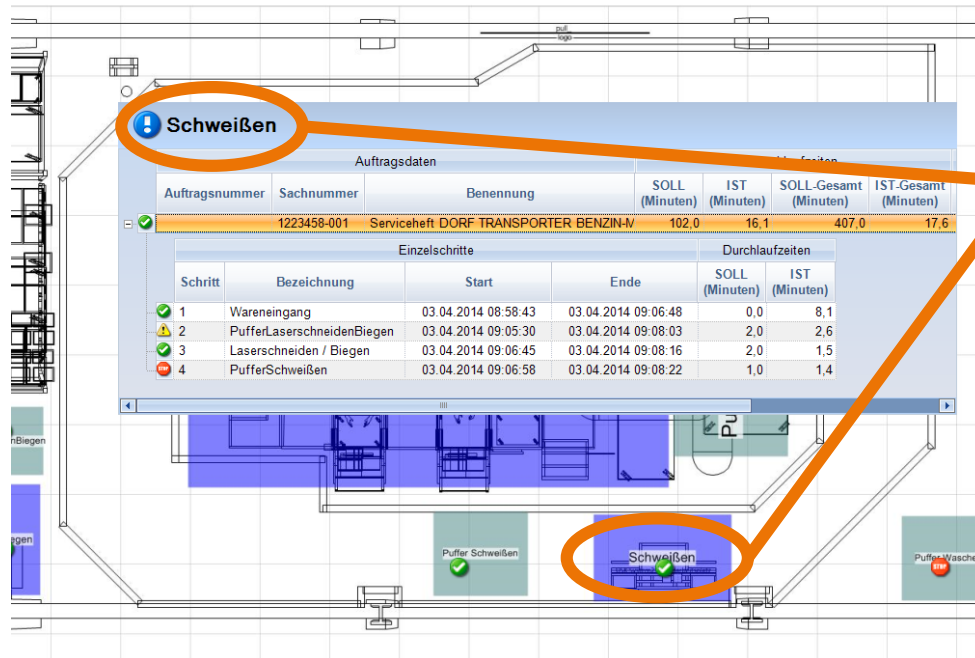 pull
logo
Schweißen
Auftragsdaten
Auftragsnummer Sachnummer Benennung SOLL (Minuten) IST (Minuten) SOLL-Gesamt (Minuten) IST-Gesamt (Minuten)
1223458-001 Serviceheft DORF TRANSPORTER BENZIN-M 102,0 16,1 407,0 17,6
Einzelschritte Durchlaufzeiten
Schritt Bezeichnung Start Ende SOLL (Minuten) IST (Minuten)
1 Wareneingang 03.04.2014 08:58:43 03.04.2014 09:06:48 0,0 8,1
2 PufferLaserschneidenBiegen 03.04.2014 09:05:30 03.04.2014 09:08:03 2,0 2,6
3 Laserschneiden / Biegen 03.04.2014 09:06:45 03.04.2014 09:08:16 2,0 1,5
STOP 4 PufferSchweißen 03.04.2014 09:06:58 03.04.2014 09:08:22 1,0 1,4
nBiegen
Pu
egen
Puffer Schweißen
Schweißen
Puffer Wasche
STOP